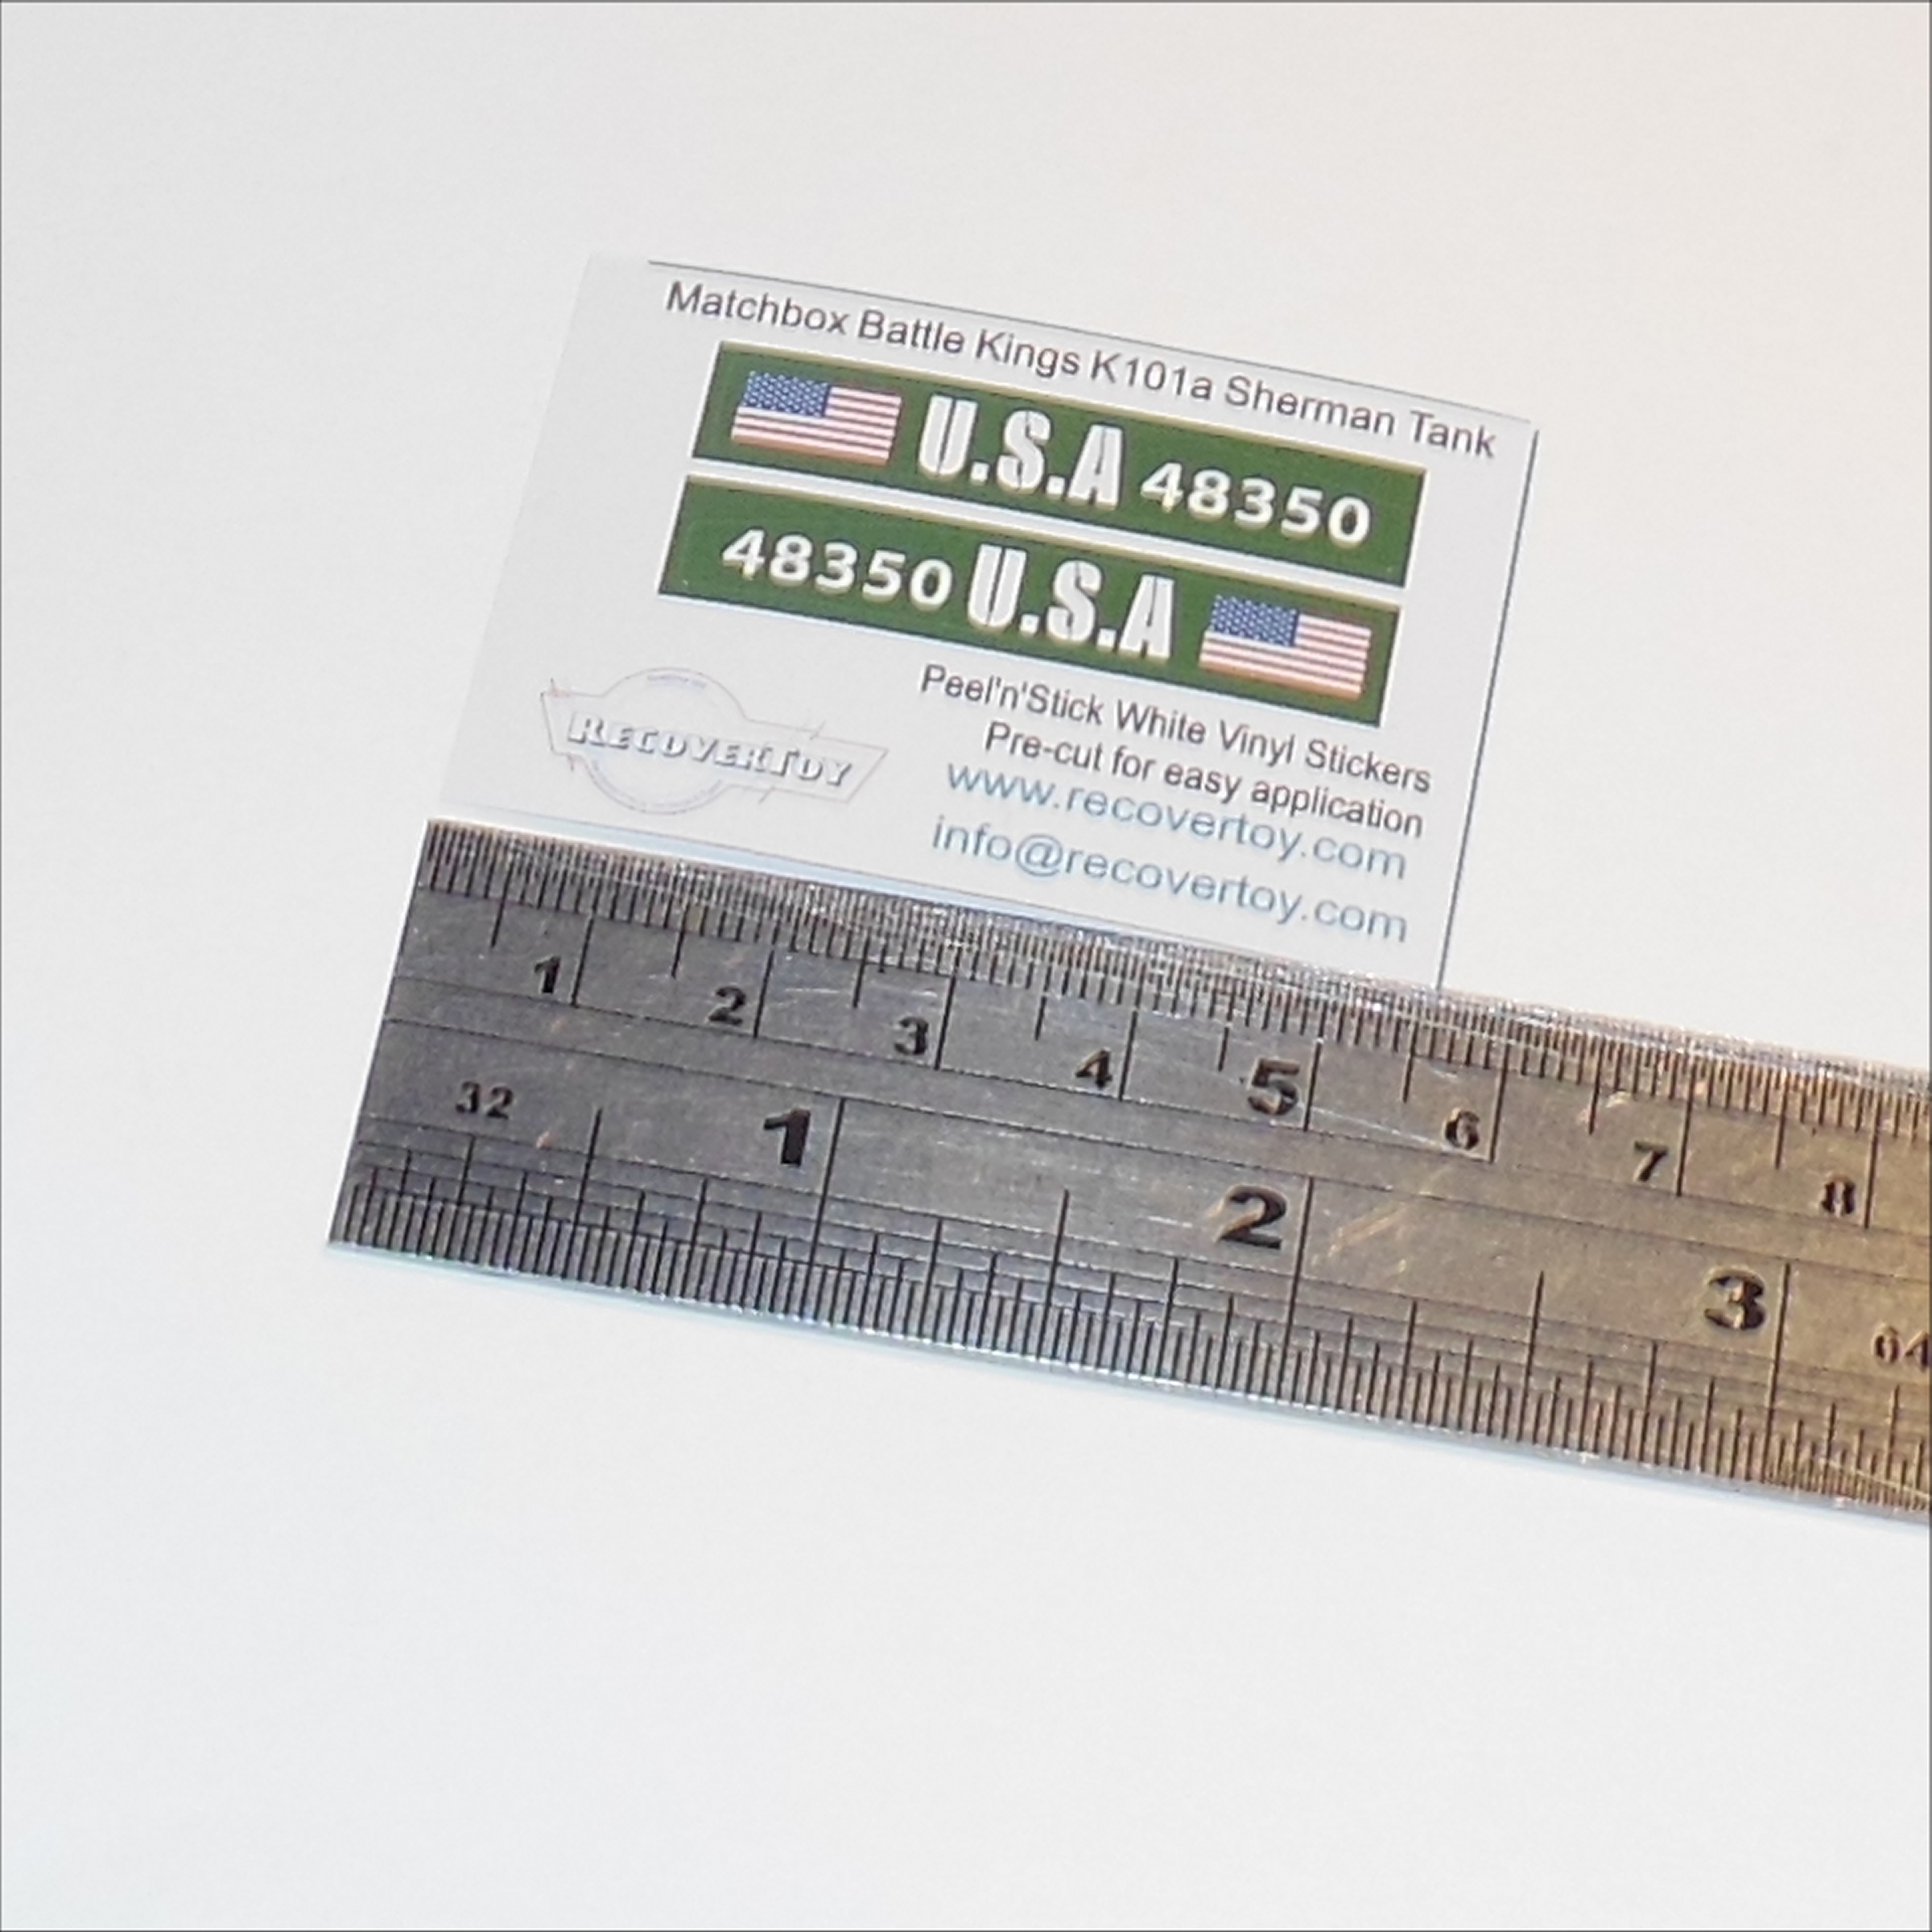 Matchbox Battle Kings K101a Sherman Tank
U.S.A 48350
48350 U.S.A
Peel'n'Stick White Vinyl Stickers
Pre-cut for easy application
www.recovertoy.com
info@recovertoy.com
RECOVERTOY
1 2 3 4 5 6 7 8
32 1 2 3 64